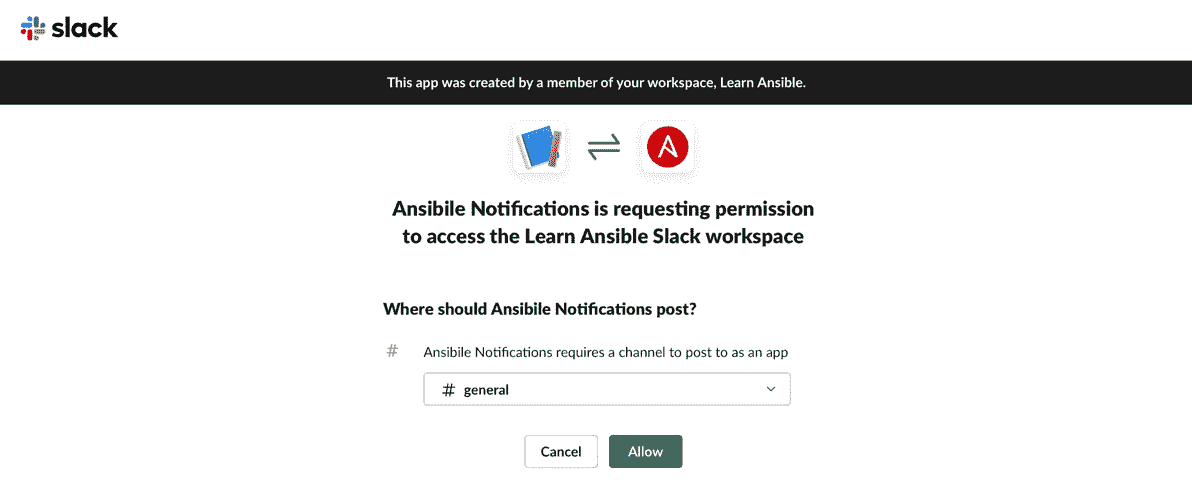 slack
This app was created by a member of your workspace, Learn Ansible.
Ansibile Notifications is requesting permission
to access the Learn Ansible Slack workspace
Where should Ansibile Notifications post?
# Ansibile Notifications requires a channel to post to as an app
# general
Cancel Allow